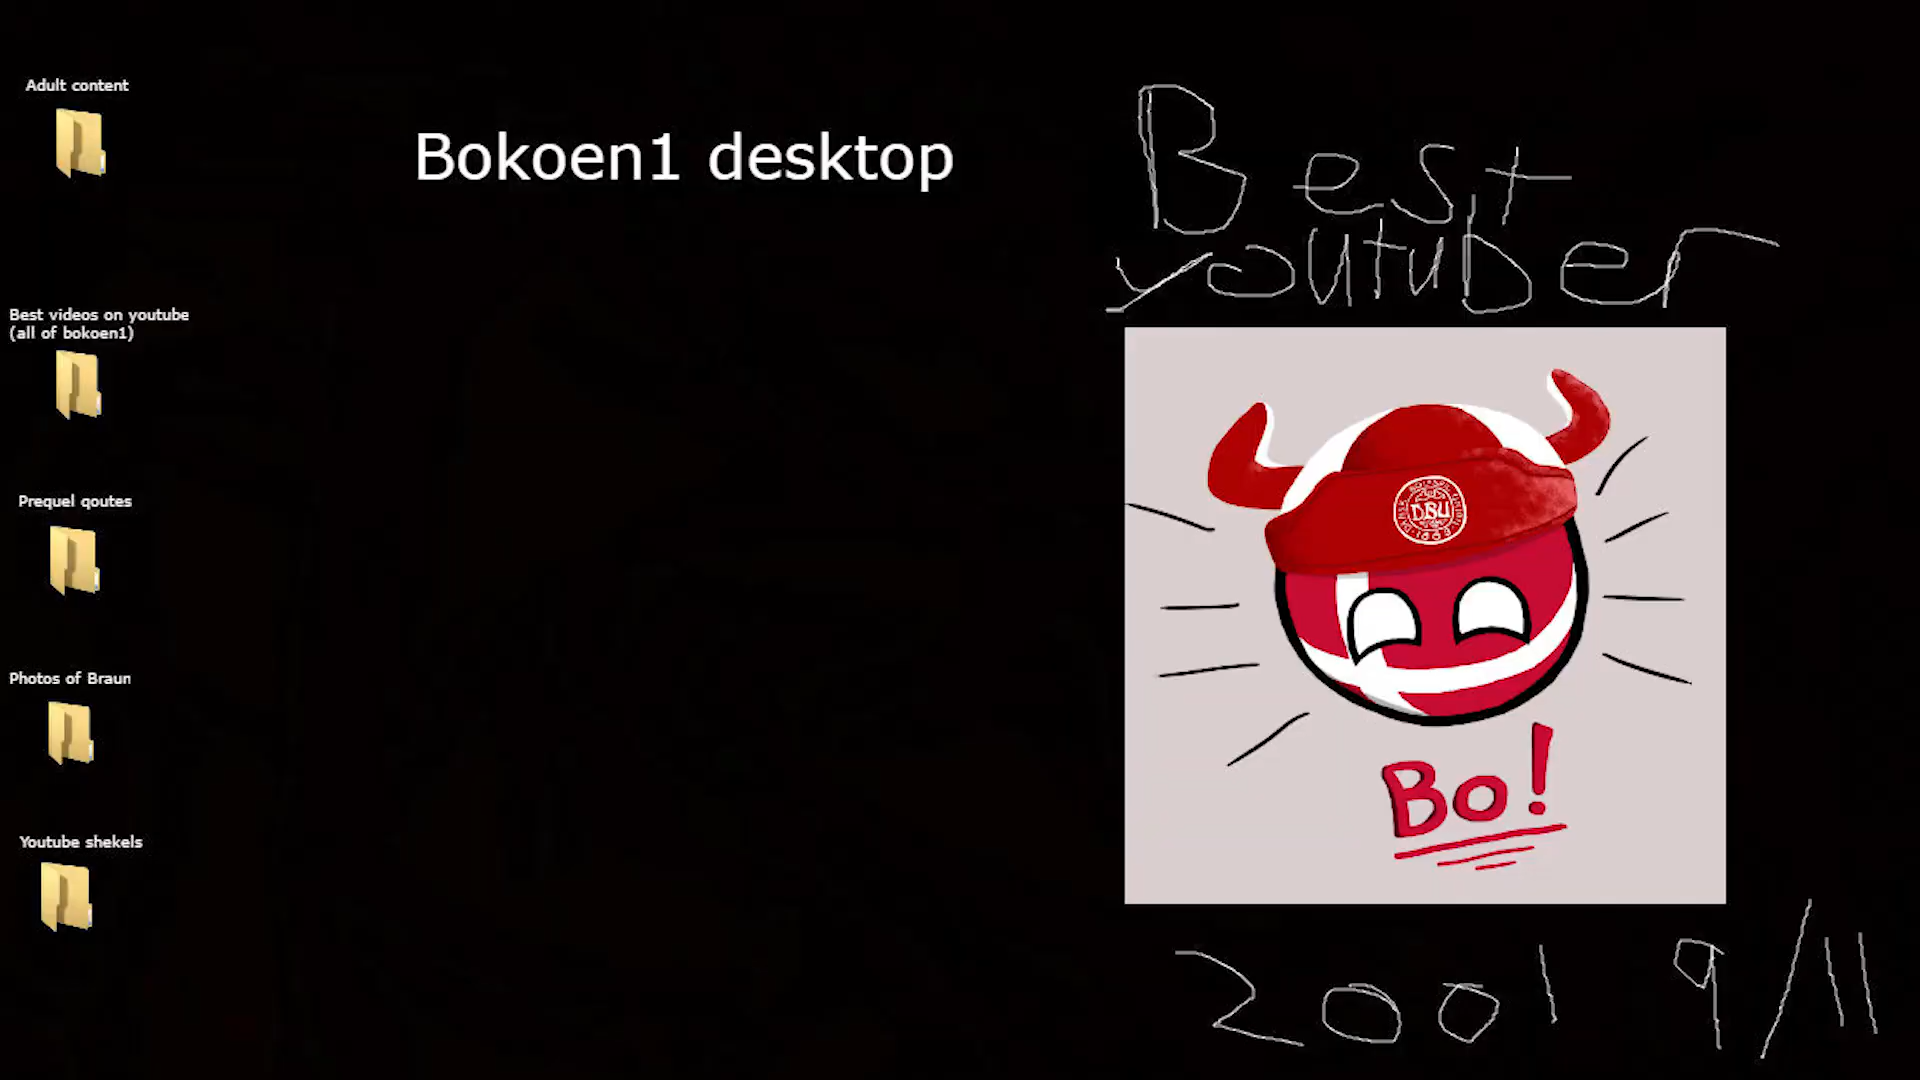 Adult content
Best videos on youtube
(all of bokoen1)
Prequel qoutes
Photos of Braun
Youtube shekels
Bokoen1 desktop
Best
youtuber
DBU
Bo!
2001 9/11